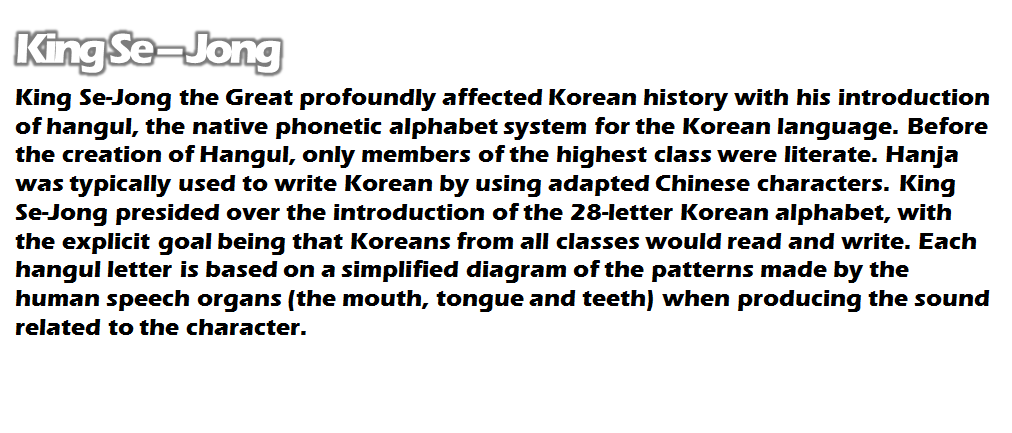 King Se-Jong
King Se-Jong the Great profoundly affected Korean history with his introduction
of hangul, the native phonetic alphabet system for the Korean language. Before
the creation of Hangul, only members of the highest class were literate. Hanja
was typically used to write Korean by using adapted Chinese characters. King
Se-Jong presided over the introduction of the 28-letter Korean alphabet, with
the explicit goal being that Koreans from all classes would read and write. Each
hangul letter is based on a simplified diagram of the patterns made by the
human speech organs (the mouth, tongue and teeth) when producing the sound
related to the character.